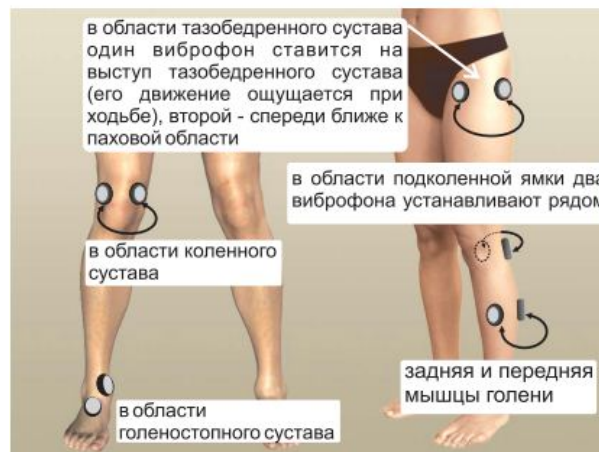 в области тазобедренного сустава
один виброфон ставится на
выступ тазобедренного сустава
(его движение ощущается при
ходьбе), второй - спереди ближе к
паховой области
в области подколенной ямки два
виброфона устанавливают рядом
в области коленного
сустава
задняя и передняя
мышцы голени
в области
голеностопного сустава